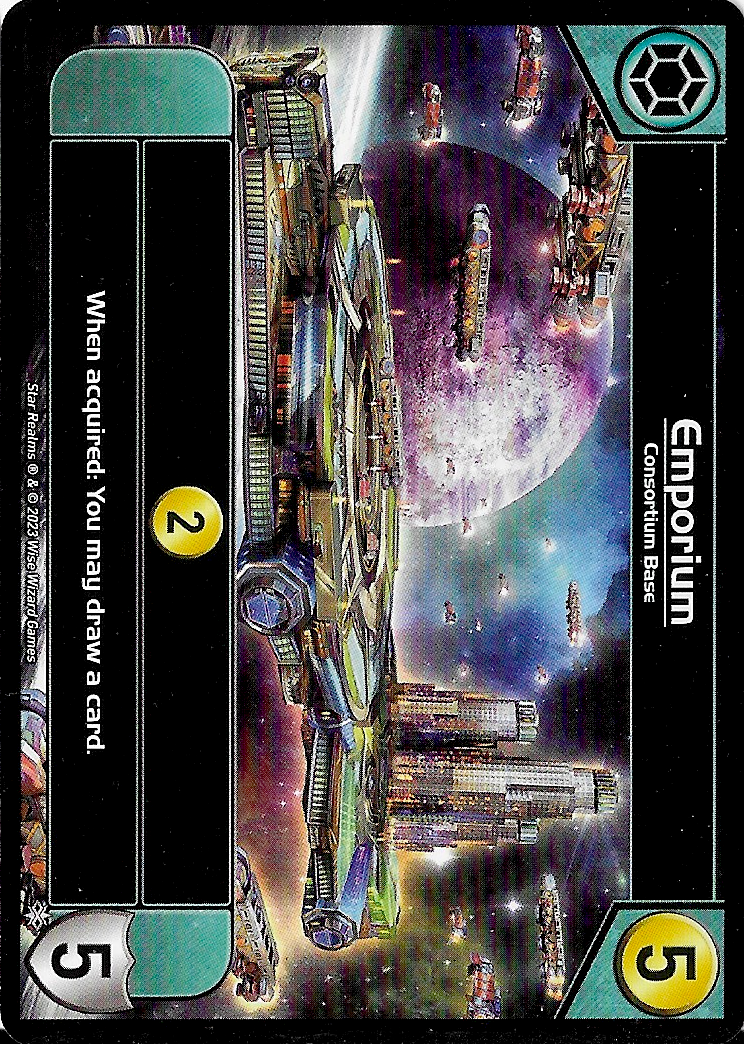 Emporium
Consortium Base
5
2
When acquired: You may draw a card.
5
Star Realms ® & © 2023 Wise Wizard Games